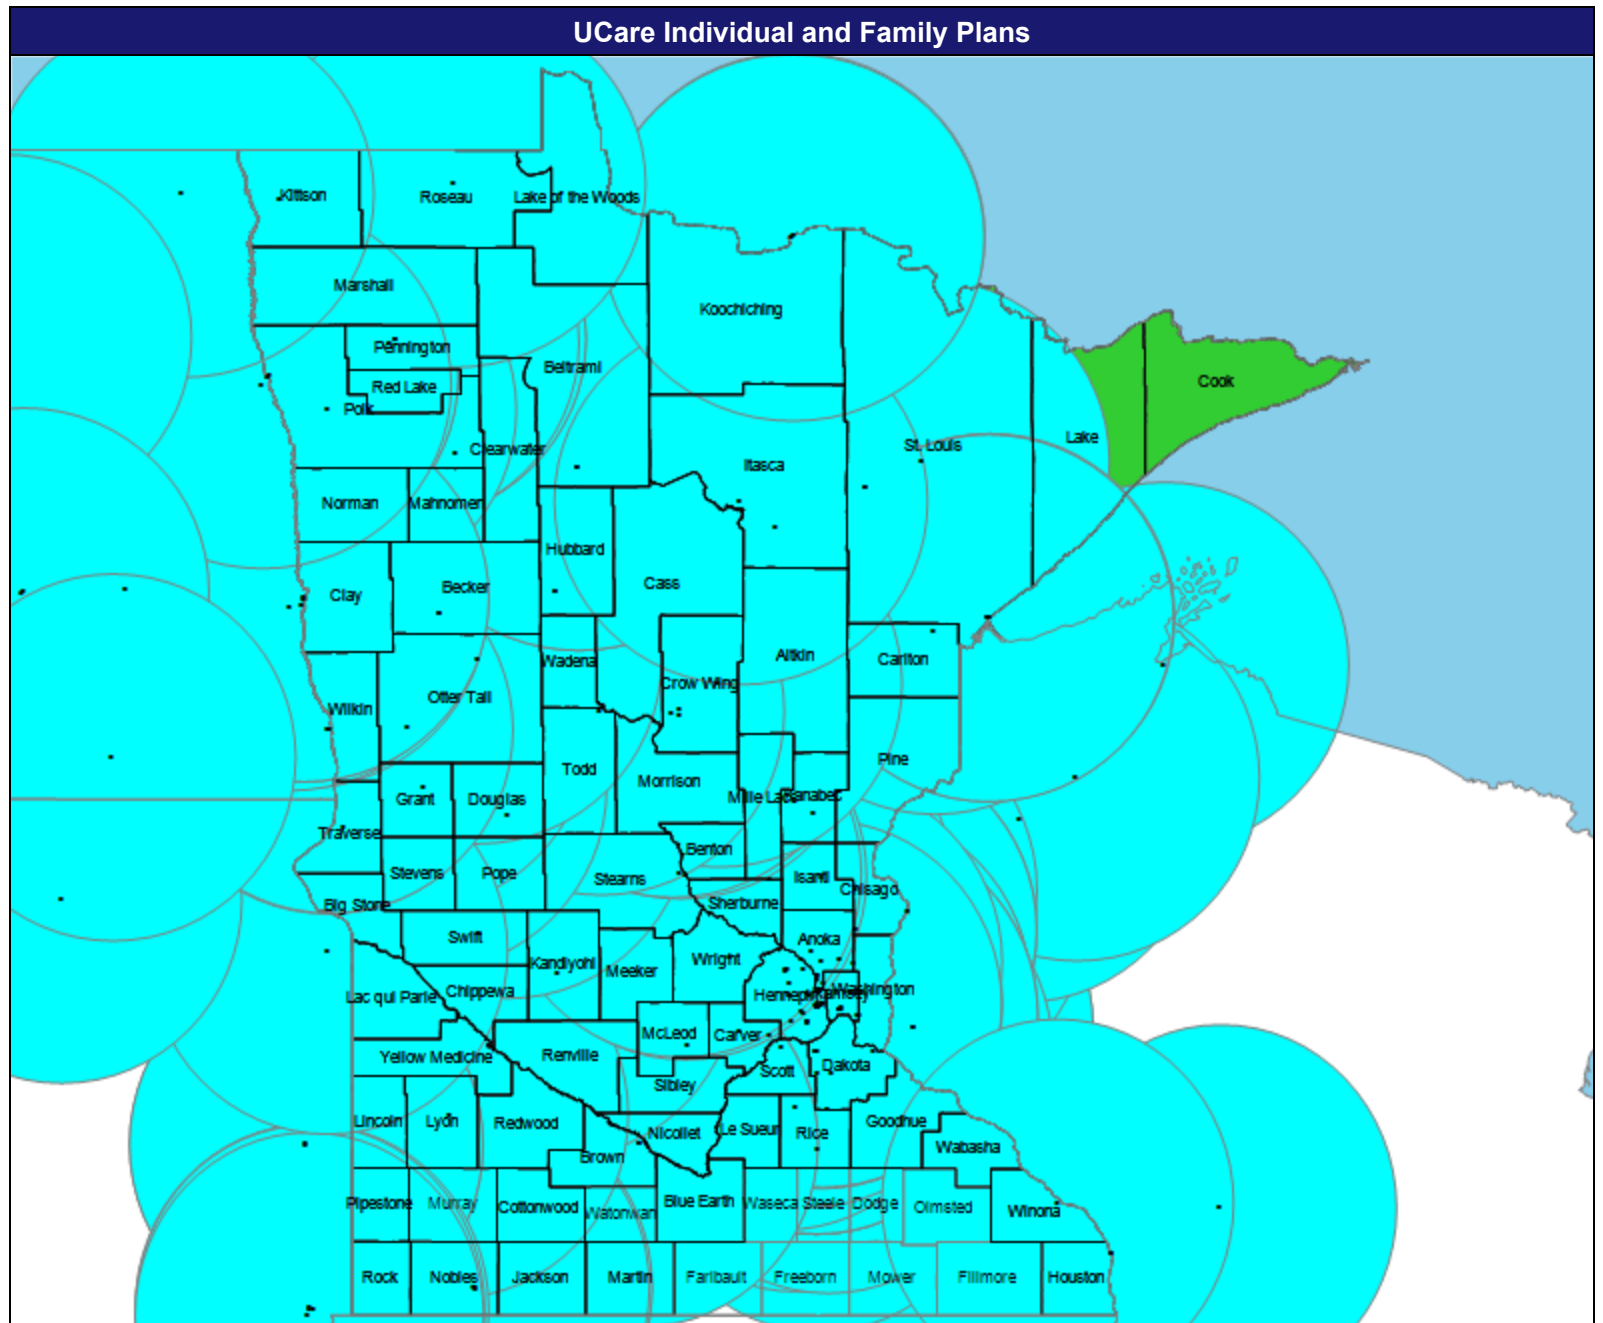 UCare Individual and Family Plans
Kittson
Roseau
Lake of the Woods
Marshall
Koochiching
Pennington
Beltrami
Red Lake
Polk
Cook
Clearwater
St. Louis
Lake
Itasca
Norman
Mahnomen
Hubbard
Cass
Clay
Becker
Wadena
Aitkin
Carlton
Crow Wing
Otter Tail
Wilkin
Pine
Todd
Morrison
Grant
Douglas
Mille Lacs
Kanabec
Traverse
Benton
Stevens
Pope
Stearns
Isanti
Chisago
Big Stone
Sherburne
Swift
Anoka
Kandiyohi
Meeker
Wright
Lac qui Parle
Chippewa
Hennepin
Ramsey
Washington
McLeod
Carver
Yellow Medicine
Renville
Scott
Dakota
Sibley
Lincoln
Lyon
Redwood
Nicollet
Le Sueur
Rice
Goodhue
Wabasha
Brown
Pipestone
Murray
Cottonwood
Watonwan
Blue Earth
Waseca
Steele
Dodge
Olmsted
Winona
Rock
Nobles
Jackson
Martin
Faribault
Freeborn
Mower
Fillmore
Houston